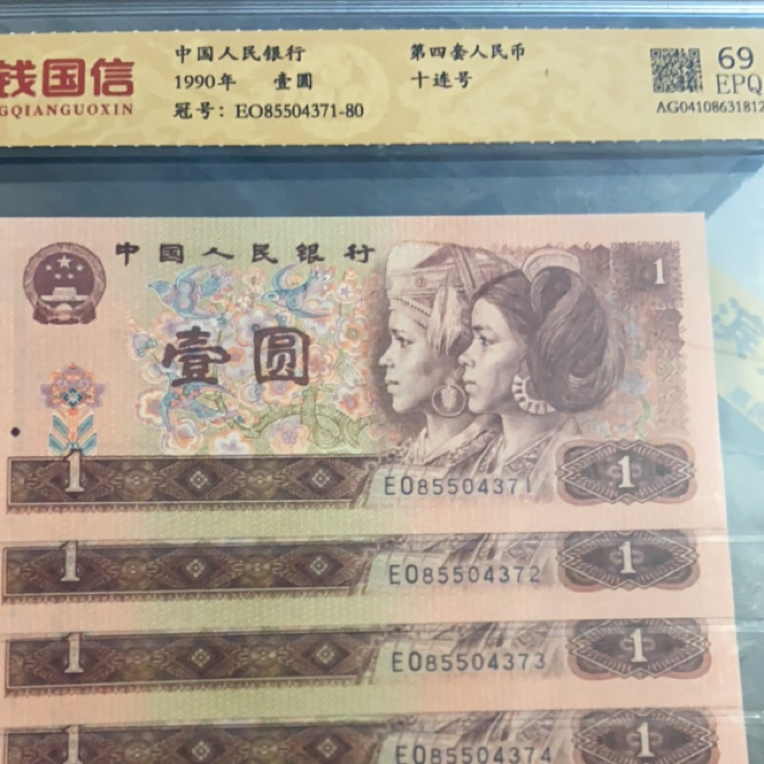 钱国信
GQIANGUOXIN
中国人民银行
1990年 壹圆
冠号：EO85504371-80
第四套人民币
十连号
69
EPQ
AG04108631812
中国人民银行
壹圆
1
1
EO85504371
1
1
EO85504372
1
1
EO85504373
1
1
EO85504374
1